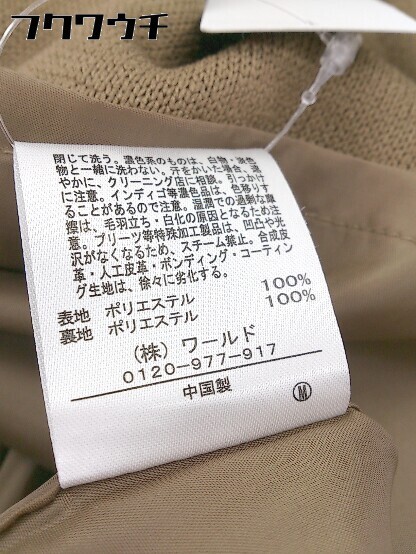 フクワウチ
閉じて洗う。濃色系のものは、白物・淡色
物と一緒に洗わない。汗をかいた場合、速
やかに、クリーニング店に相談。引っかけ
に注意。インディゴ等濃色品は、色移りす
ることがあるので注意。湿潤での過剰な摩
擦は、毛羽立ち・白化の原因となるため注
意。プリーツ等特殊加工製品は、凹凸や光
沢がなくなるため、スチーム禁止。合成皮
革・人工皮革・ボンディング・コーティン
グ生地は、徐々に劣化する。
表地 ポリエステル 100%
裏地 ポリエステル 100%
(株) ワールド
0120-977-917
中国製 M